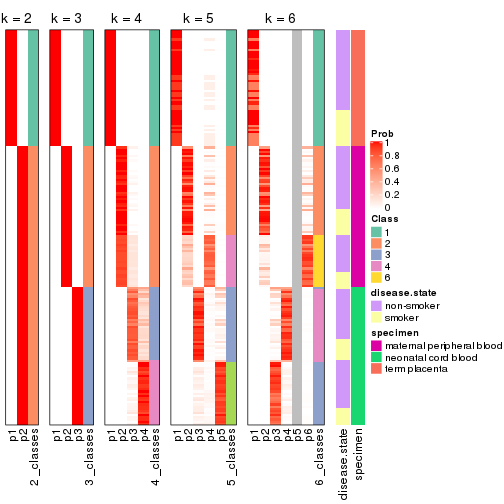 k = 2 k = 3 k = 4 k = 5 k = 6
Prob
1
0.8
0.6
0.4
0.2
0
Class
1
2
3
4
6
disease.state
non-smoker
smoker
specimen
maternal peripheral blood
neonatal cord blood
term placenta
p1
p2
2_classes
p1
p2
p3
3_classes
p1
p2
p3
p4
4_classes
p1
p2
p3
p4
p5
5_classes
p1
p2
p3
p4
p5
p6
6_classes
disease.state
specimen